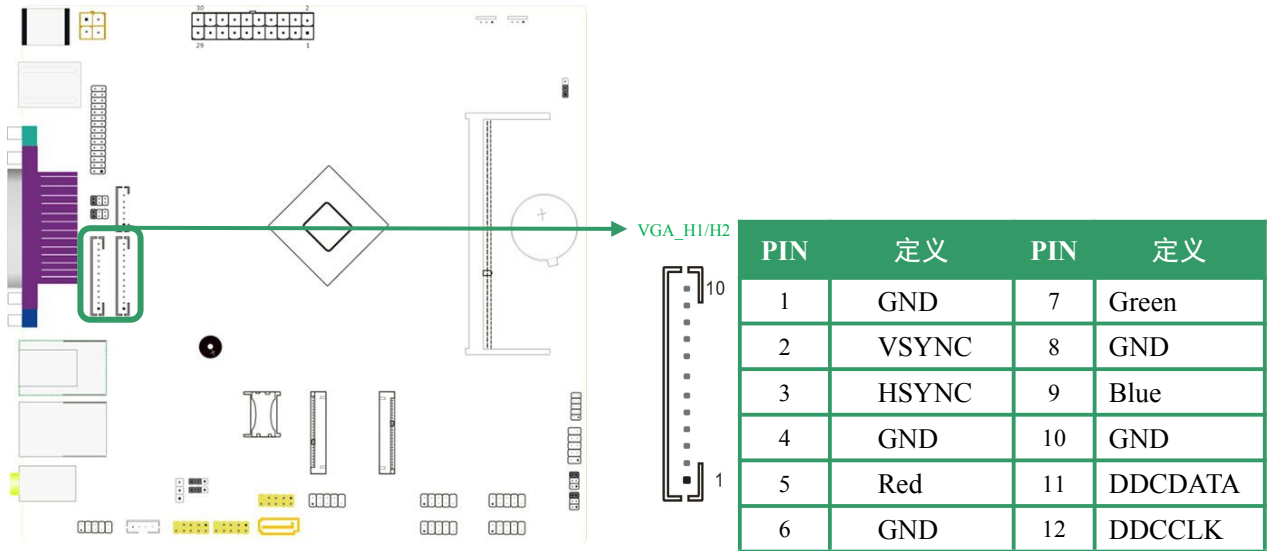 30 2
29 1
VGA_H1/H2
10
1
PIN 定义 PIN 定义
1 GND 7 Green
2 VSYNC 8 GND
3 HSYNC 9 Blue
4 GND 10 GND
5 Red 11 DDCDATA
6 GND 12 DDCCLK